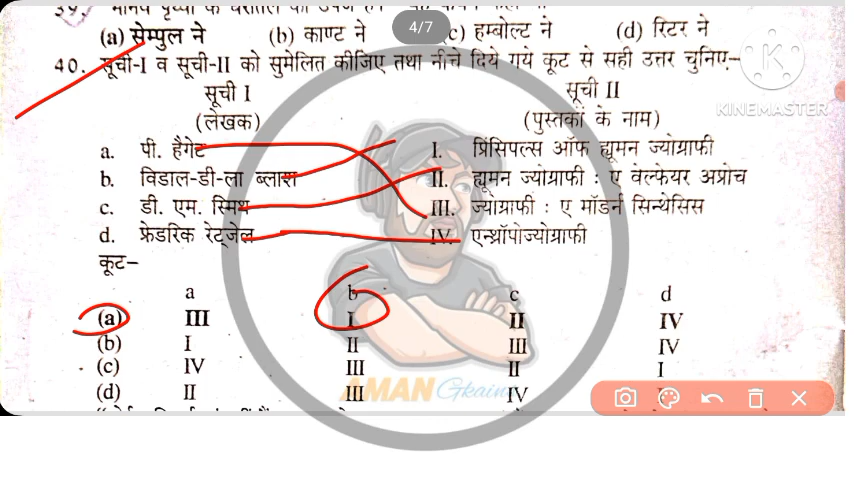 39.
4/7
(a) सेम्पुल ने (b) काण्ट ने (c) हम्बोल्ट ने (d) रिटर ने
40. सूची-I व सूची-II को सुमेलित कीजिए तथा नीचे दिये गये कूट से सही उत्तर चुनिए–
सूची I सूची II
KINEMASTER
(लेखक) (पुस्तकों के नाम)
a. पी. हैगेट I. प्रिंसिपल्स ऑफ ह्यूमन ज्योग्राफी
b. विडाल-डी-ला ब्लाश II. ह्यूमन ज्योग्राफी : ए वेल्फेयर अप्रोच
c. डी. एम. स्मिथ III. ज्योग्राफी : ए मॉडर्न सिन्थेसिस
d. फ्रेडरिक रेट्जेल IV. एन्थ्रॉपोज्योग्राफी
कूट–
a b c d
(a) III I II IV
(b) I II III IV
(c) IV III II I
(d) II III IV
AMAN Gkaim